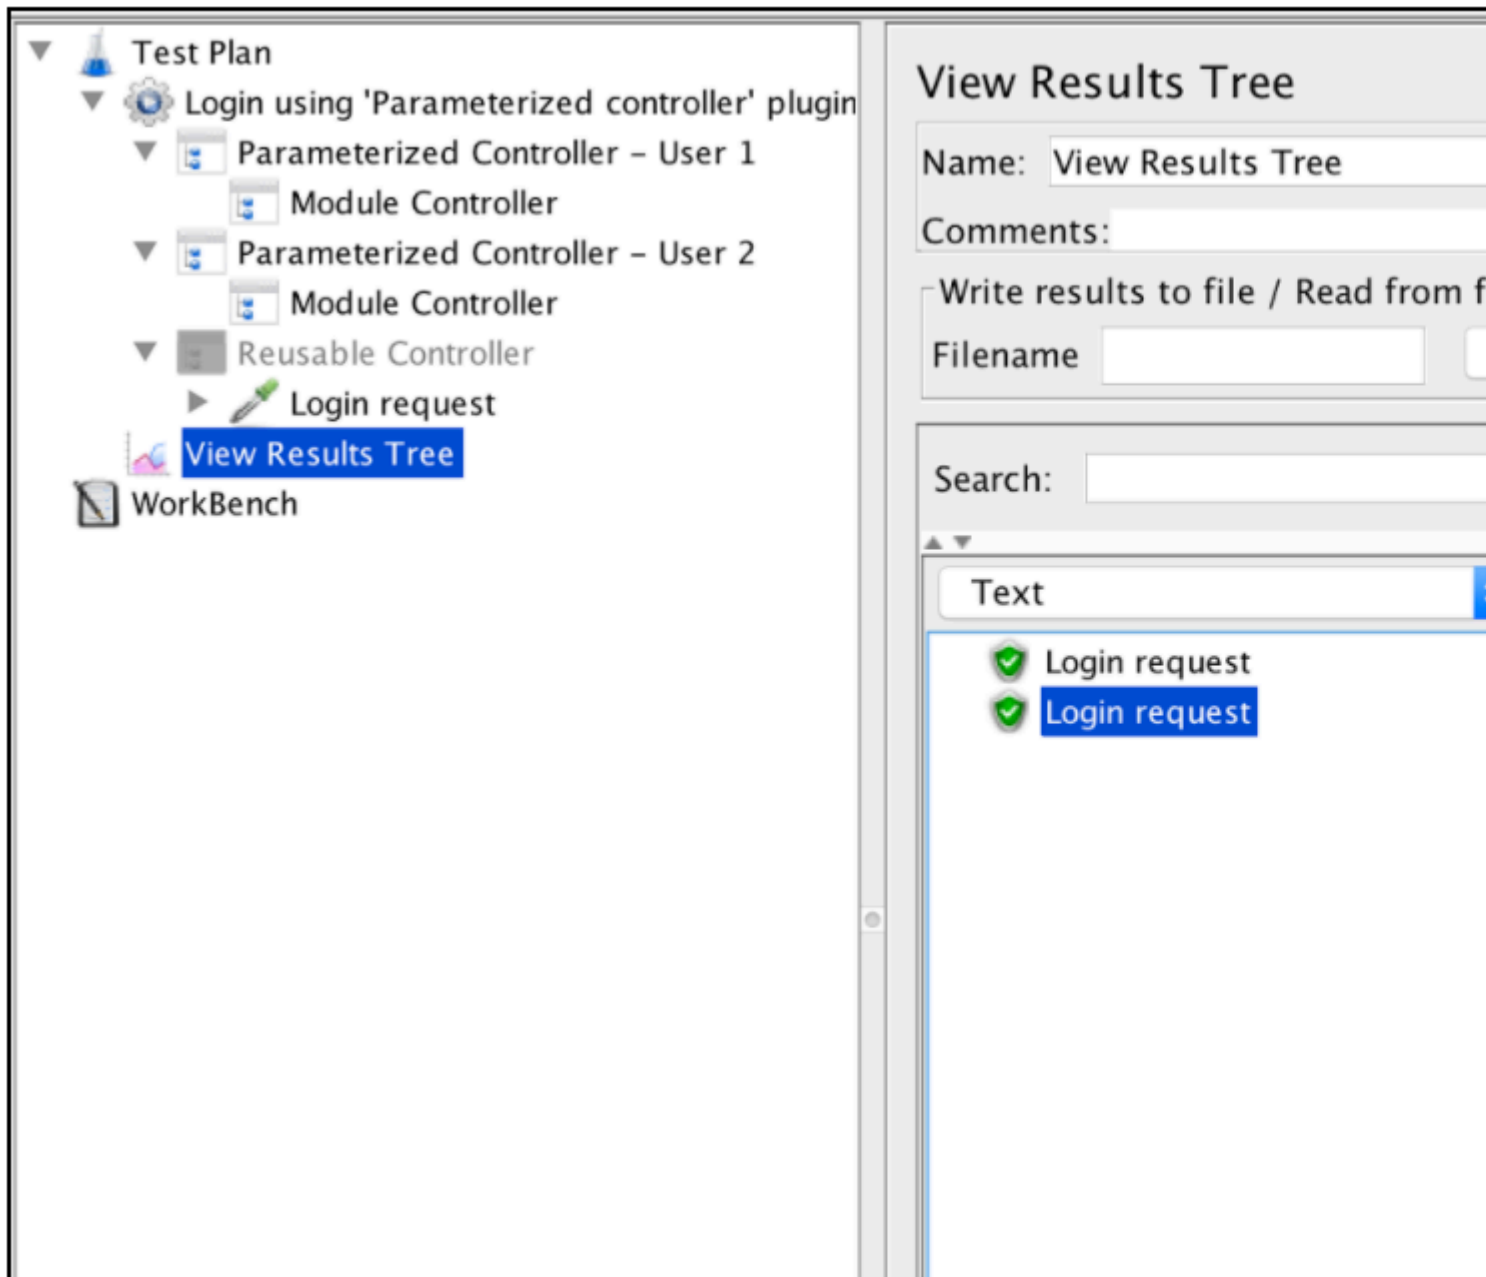 Test Plan
Login using 'Parameterized controller' plugin
Parameterized Controller – User 1
Module Controller
Parameterized Controller – User 2
Module Controller
Reusable Controller
Login request
View Results Tree
WorkBench
View Results Tree
Name: View Results Tree
Comments:
Write results to file / Read from f
Filename
Search:
Text
Login request
Login request